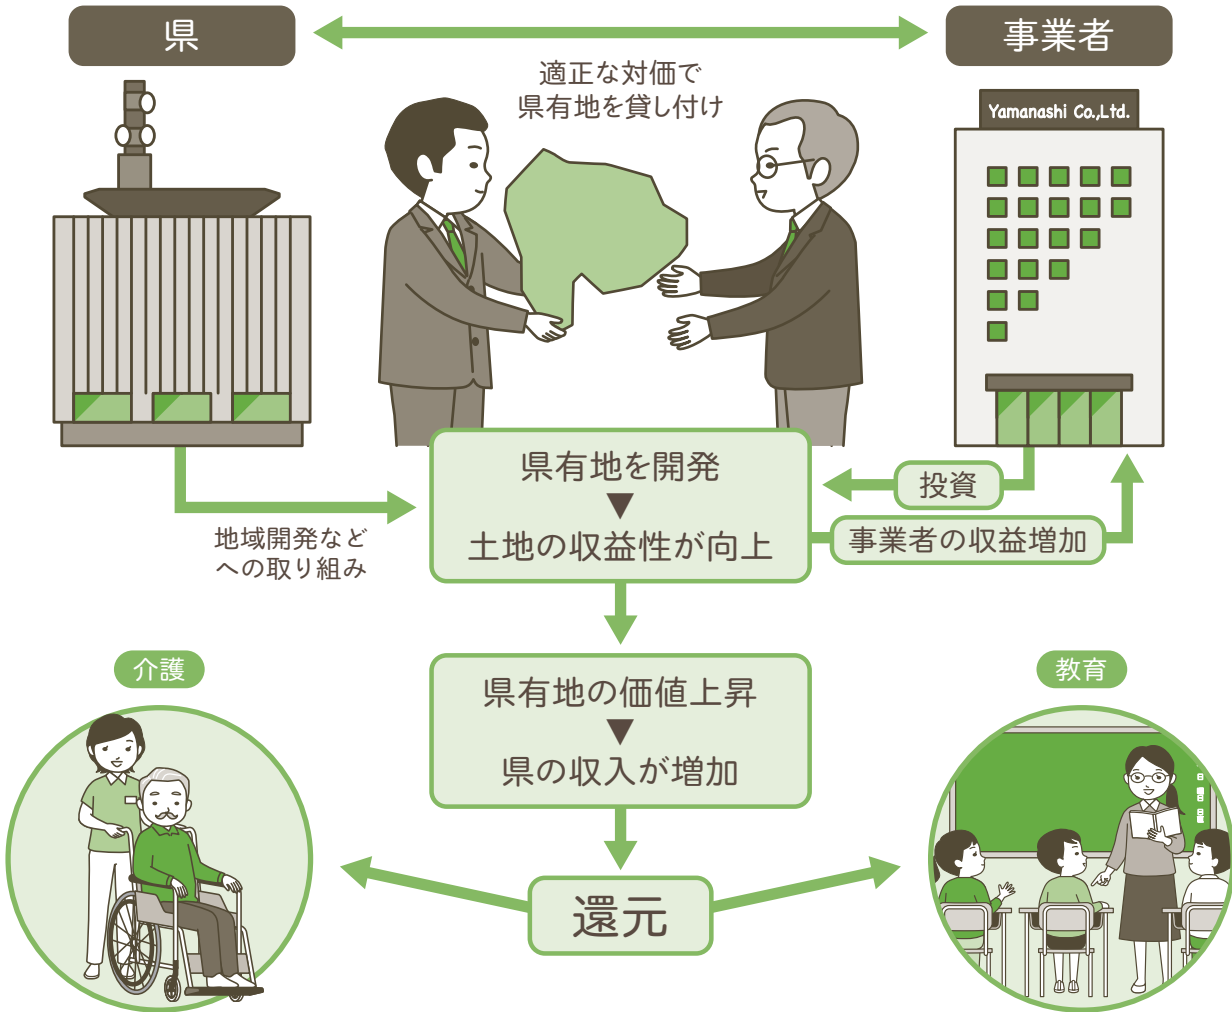 県
事業者
適正な対価で
県有地を貸し付け
Yamanashi Co.,Ltd.
県有地を開発
▼
土地の収益性が向上
投資
事業者の収益増加
地域開発など
への取り組み
県有地の価値上昇
▼
県の収入が増加
介護
教育
還元